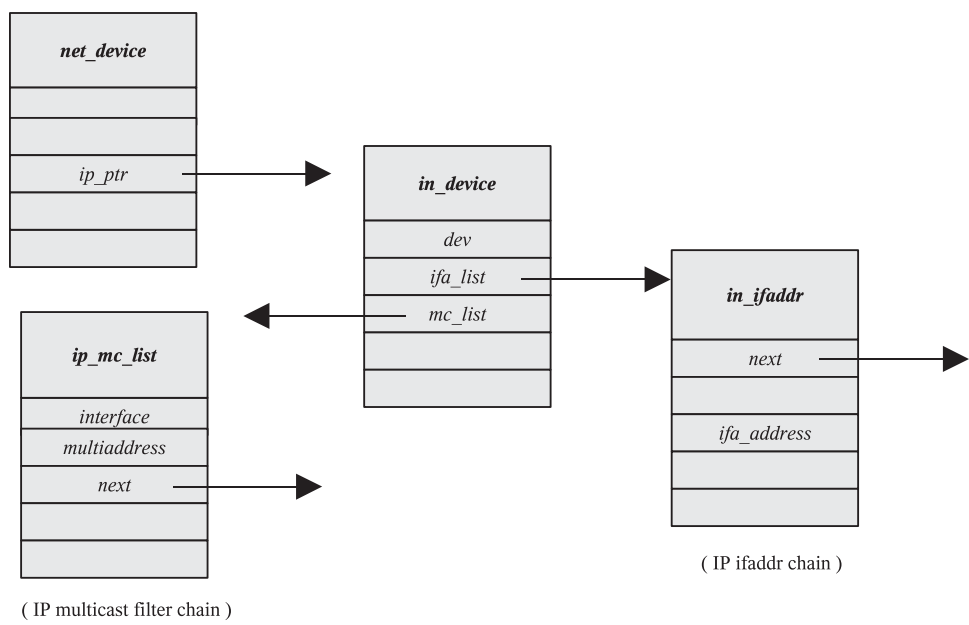 net_device
ip_ptr
in_device
dev
ifa_list
mc_list
in_ifaddr
next
ifa_address
( IP ifaddr chain )
ip_mc_list
interface
multiaddress
next
( IP multicast filter chain )